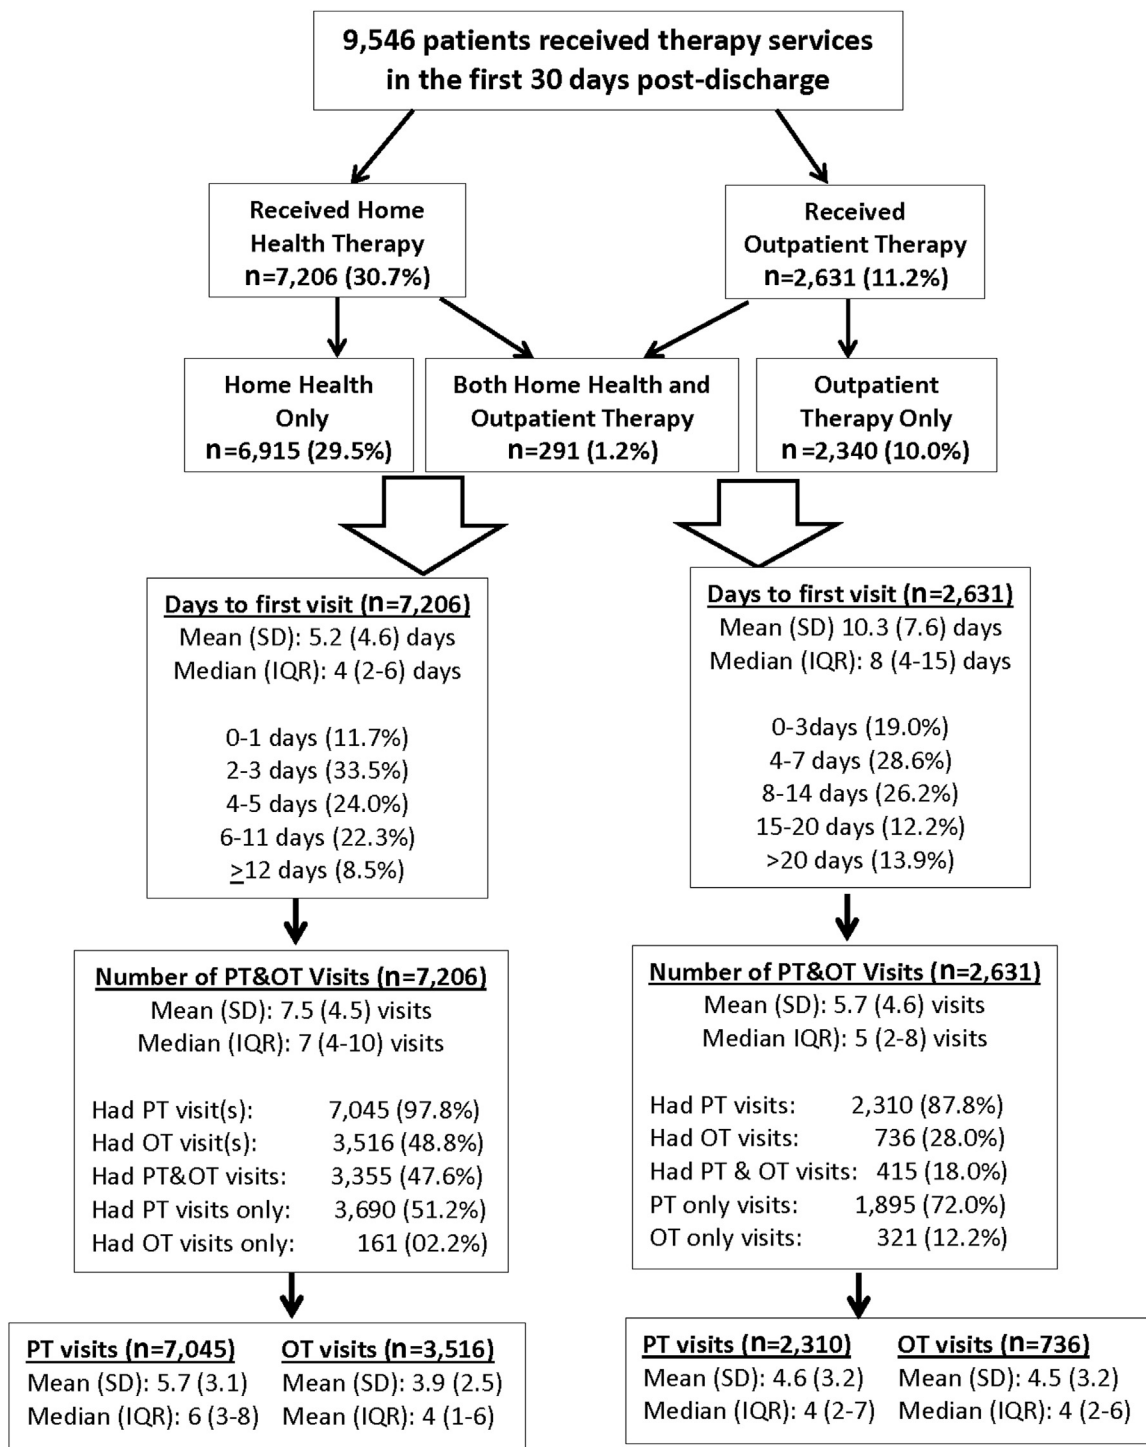 9,546 patients received therapy services
in the first 30 days post-discharge
Received Home
Health Therapy
n=7,206 (30.7%)
Received
Outpatient Therapy
n=2,631 (11.2%)
Home Health
Only
n=6,915 (29.5%)
Both Home Health and
Outpatient Therapy
n=291 (1.2%)
Outpatient
Therapy Only
n=2,340 (10.0%)
Days to first visit (n=7,206)
Mean (SD): 5.2 (4.6) days
Median (IQR): 4 (2-6) days
0-1 days (11.7%)
2-3 days (33.5%)
4-5 days (24.0%)
6-11 days (22.3%)
≥12 days (8.5%)
Days to first visit (n=2,631)
Mean (SD) 10.3 (7.6) days
Median (IQR): 8 (4-15) days
0-3days (19.0%)
4-7 days (28.6%)
8-14 days (26.2%)
15-20 days (12.2%)
>20 days (13.9%)
Number of PT&OT Visits (n=7,206)
Mean (SD): 7.5 (4.5) visits
Median (IQR): 7 (4-10) visits
Had PT visit(s): 7,045 (97.8%)
Had OT visit(s): 3,516 (48.8%)
Had PT&OT visits: 3,355 (47.6%)
Had PT visits only: 3,690 (51.2%)
Had OT visits only: 161 (02.2%)
Number of PT&OT Visits (n=2,631)
Mean (SD): 5.7 (4.6) visits
Median IQR): 5 (2-8) visits
Had PT visits: 2,310 (87.8%)
Had OT visits: 736 (28.0%)
Had PT & OT visits: 415 (18.0%)
PT only visits: 1,895 (72.0%)
OT only visits: 321 (12.2%)
PT visits (n=7,045)
Mean (SD): 5.7 (3.1)
Median (IQR): 6 (3-8)
OT visits (n=3,516)
Mean (SD): 3.9 (2.5)
Mean (IQR): 4 (1-6)
PT visits (n=2,310)
Mean (SD): 4.6 (3.2)
Median (IQR): 4 (2-7)
OT visits (n=736)
Mean (SD): 4.5 (3.2)
Median (IQR): 4 (2-6)